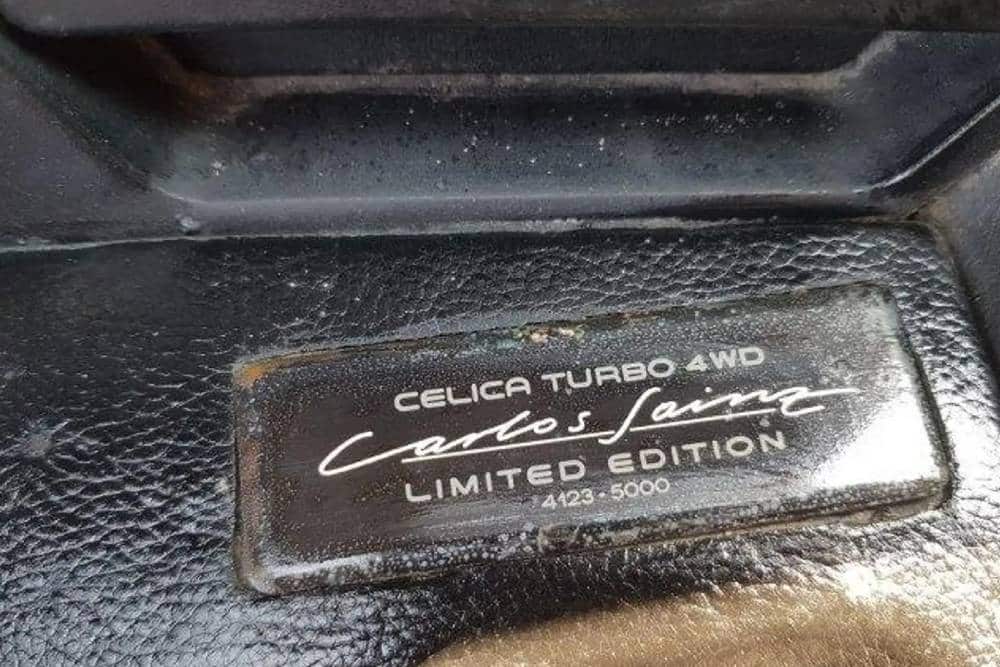 CELICA TURBO 4WD
Carlos Sainz
LIMITED EDITION
4123·5000